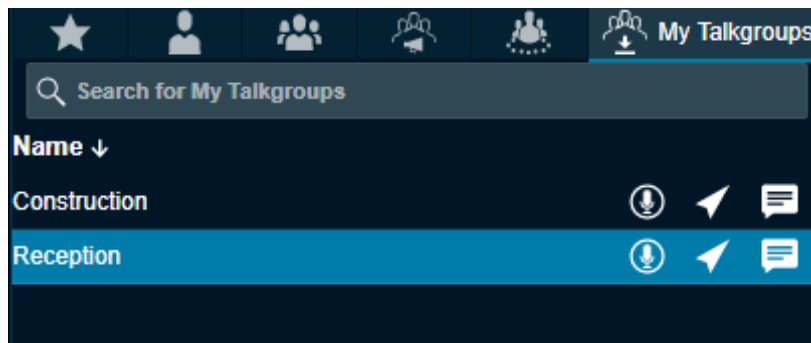 My Talkgroups
Search for My Talkgroups
Name ↓
Construction
Reception